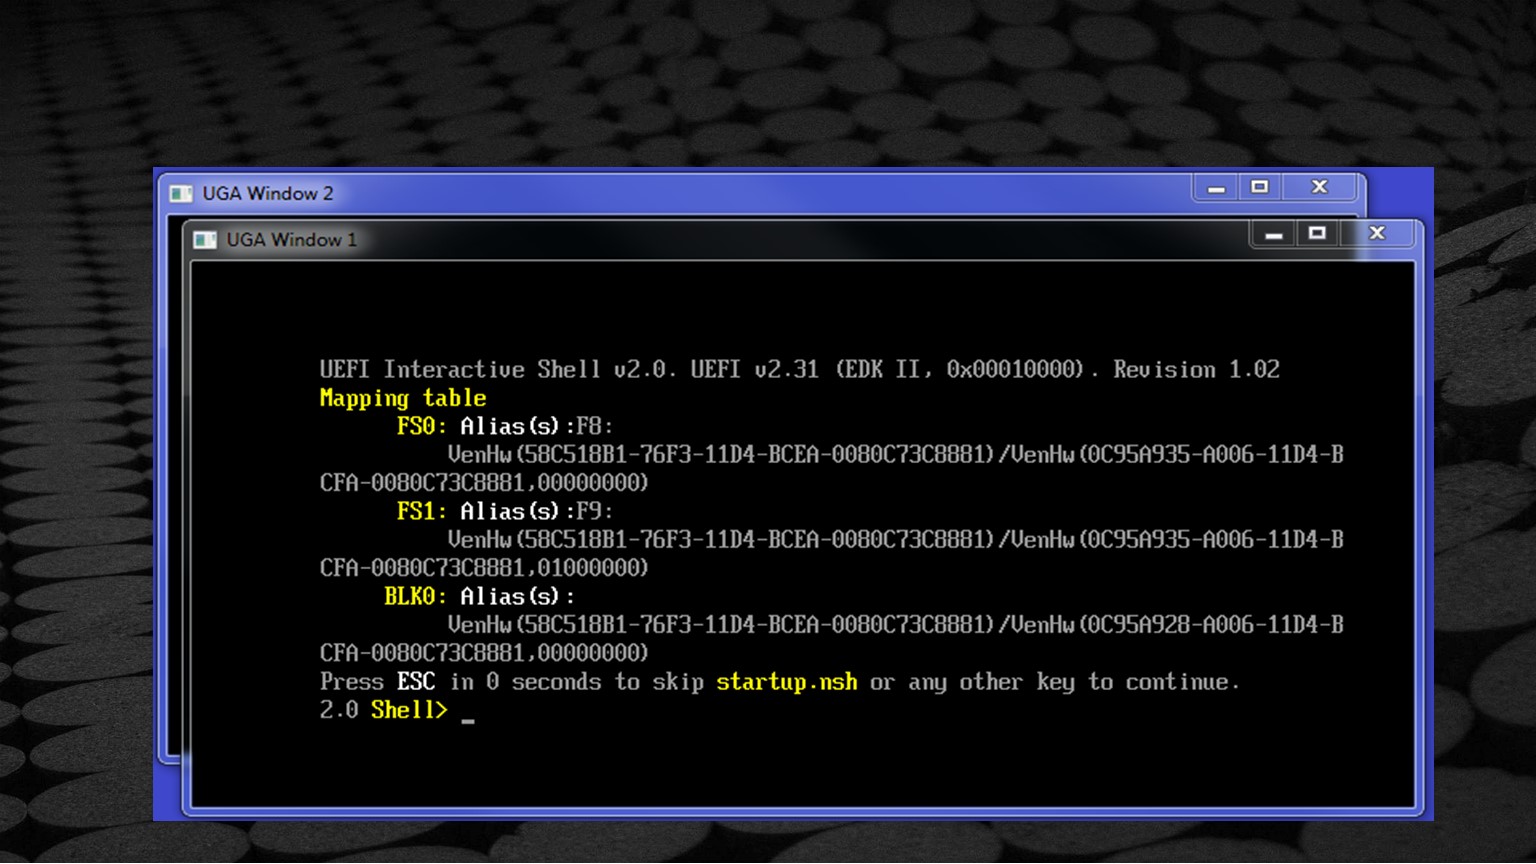 UGA Window 2
UGA Window 1
UEFI Interactive Shell v2.0. UEFI v2.31 (EDK II, 0x00010000). Revision 1.02
Mapping table
FS0: Alias(s):F8:
VenHw(58C518B1-76F3-11D4-BCEA-0080C73C8881)/VenHw(0C95A935-A006-11D4-B
CFA-0080C73C8881,00000000)
FS1: Alias(s):F9:
VenHw(58C518B1-76F3-11D4-BCEA-0080C73C8881)/VenHw(0C95A935-A006-11D4-B
CFA-0080C73C8881,01000000)
BLK0: Alias(s):
VenHw(58C518B1-76F3-11D4-BCEA-0080C73C8881)/VenHw(0C95A928-A006-11D4-B
CFA-0080C73C8881,00000000)
Press ESC in 0 seconds to skip startup.nsh or any other key to continue.
2.0 Shell> _